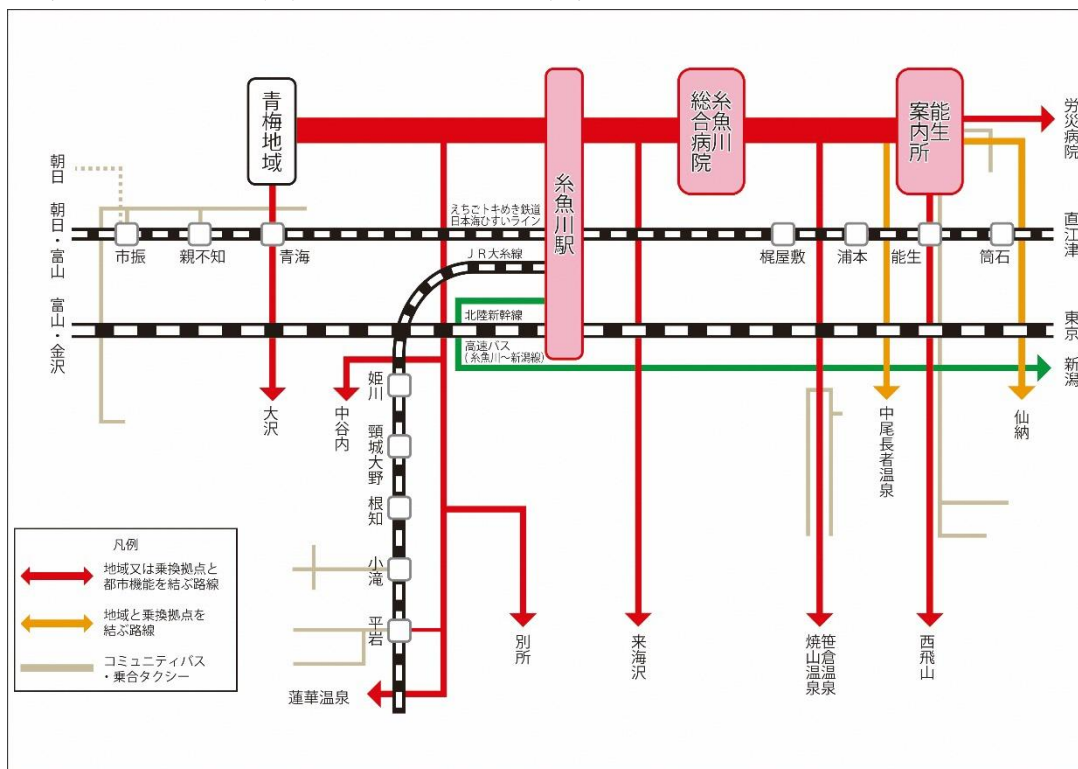 青梅地域
糸魚川駅
糸魚川
総合病院
能生
案内所
労災病院
朝日
朝日・富山
えちごトキめき鉄道
日本海ひすいライン
直江津
市振
親不知
青海
梶屋敷
浦本
能生
筒石
JR大糸線
富山・金沢
北陸新幹線
東京
高速バス
(糸魚川～新潟線)
新潟
大沢
中谷内
姫川
頸城大野
根知
小滝
平岩
蓮華温泉
別所
来海沢
笹倉温泉
焼山温泉
中尾長者温泉
西飛山
仙納
凡例
地域又は乗換拠点と
都市機能を結ぶ路線
地域と乗換拠点を
結ぶ路線
コミュニティバス
・乗合タクシー